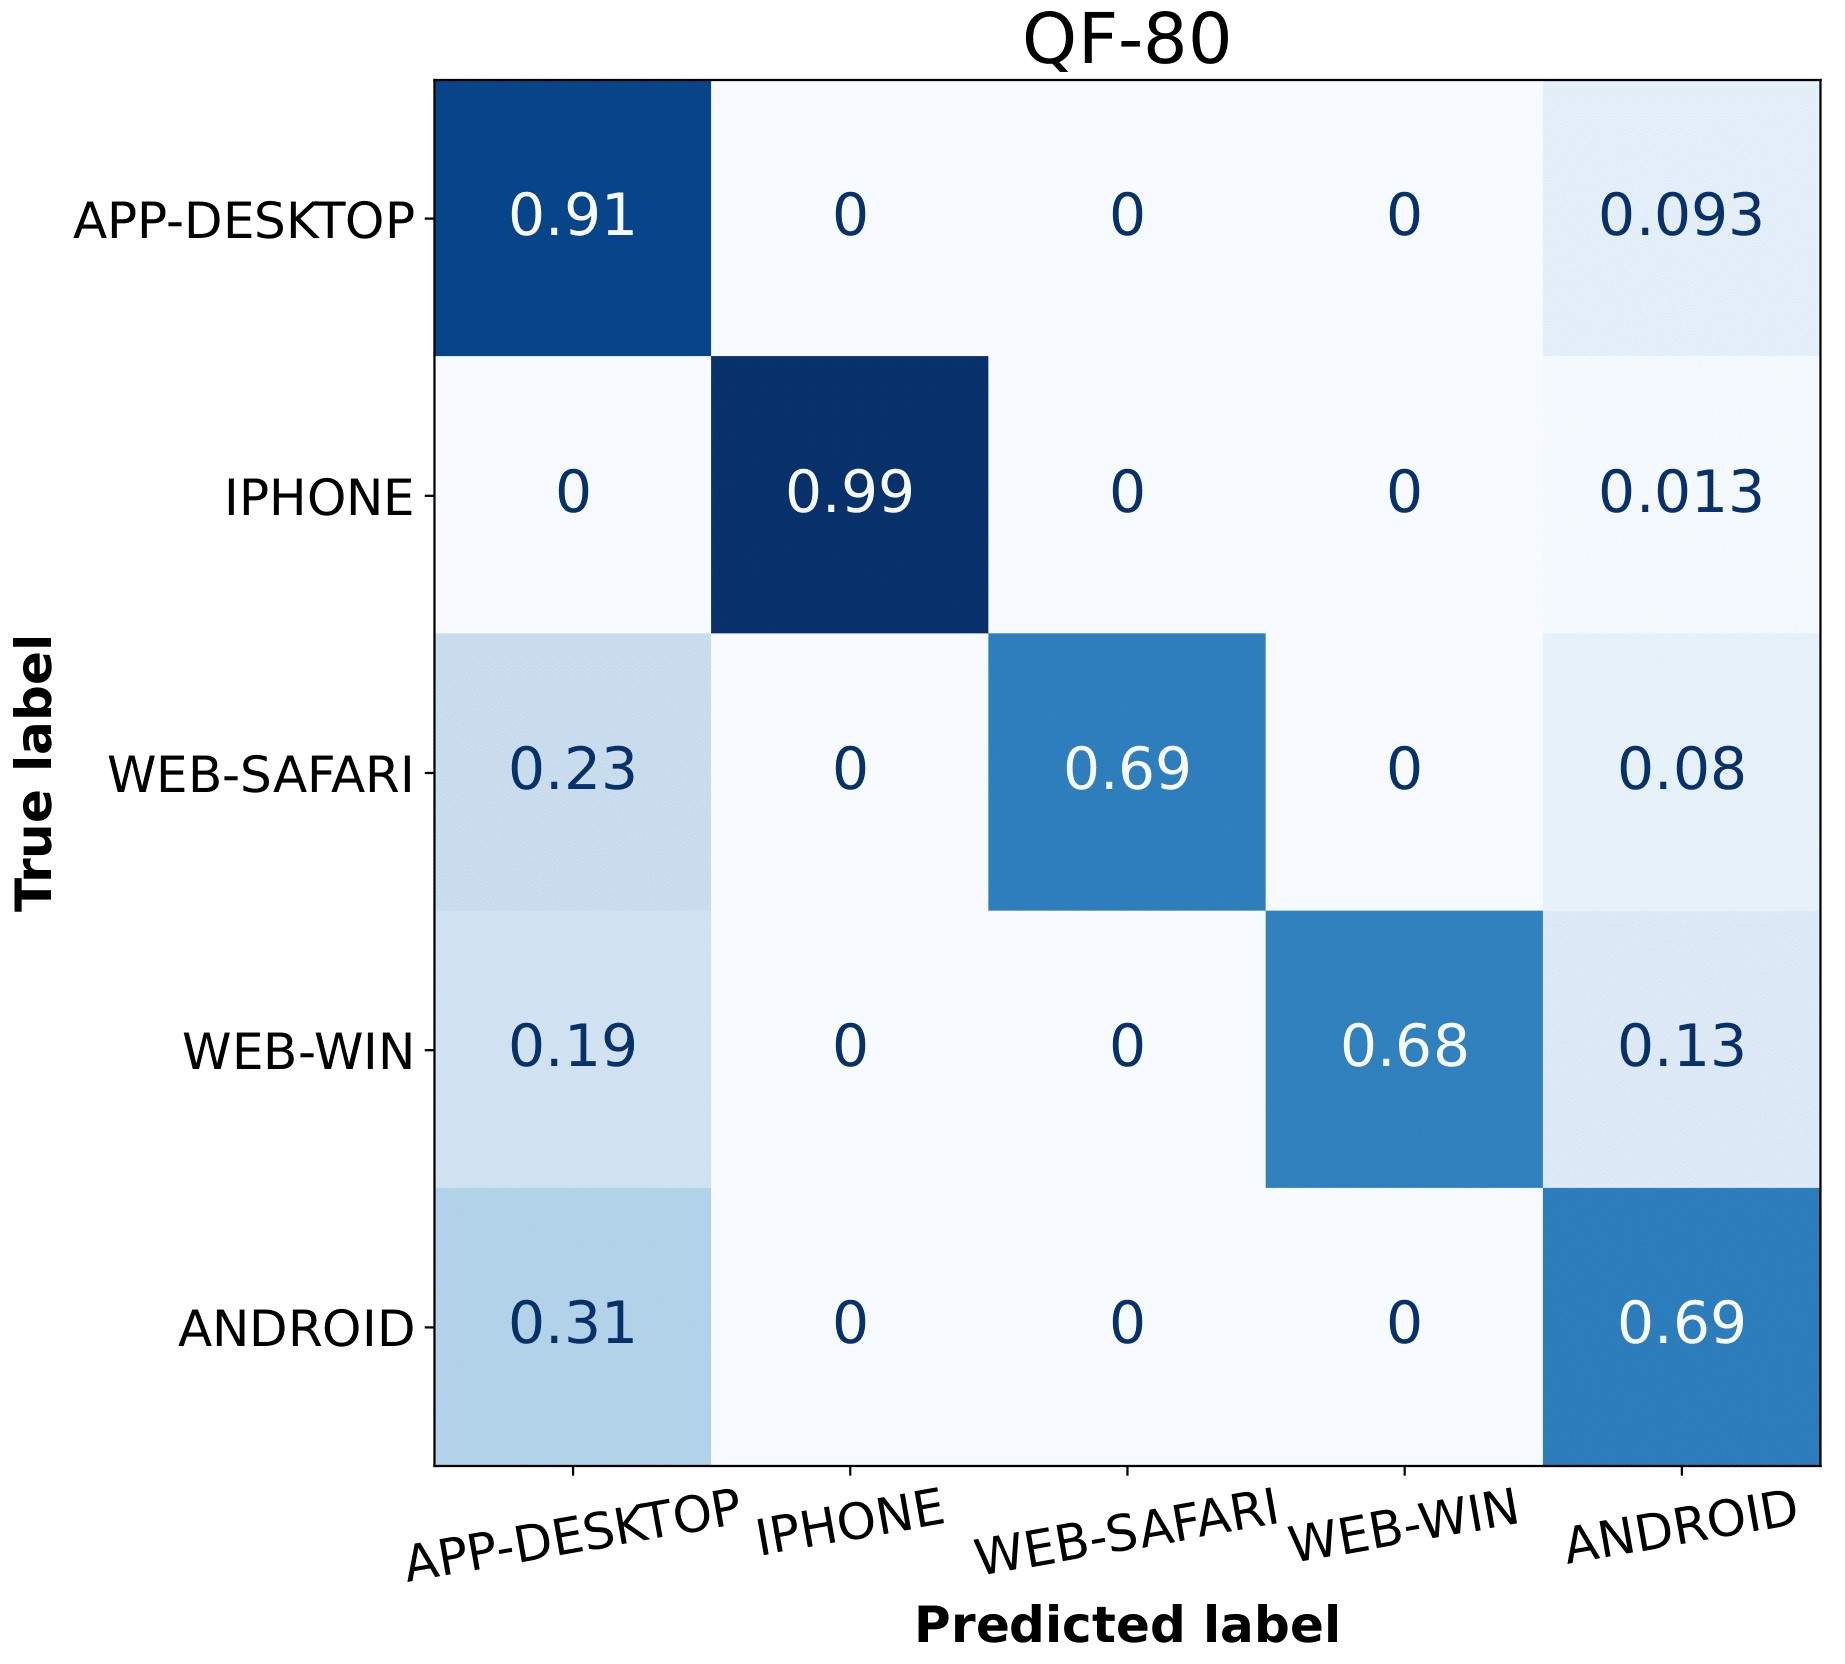 QF-80
True label
APP-DESKTOP 0.91 0 0 0 0.093
IPHONE 0 0.99 0 0 0.013
WEB-SAFARI 0.23 0 0.69 0 0.08
WEB-WIN 0.19 0 0 0.68 0.13
ANDROID 0.31 0 0 0 0.69
APP-DESKTOP IPHONE WEB-SAFARI WEB-WIN ANDROID
Predicted label